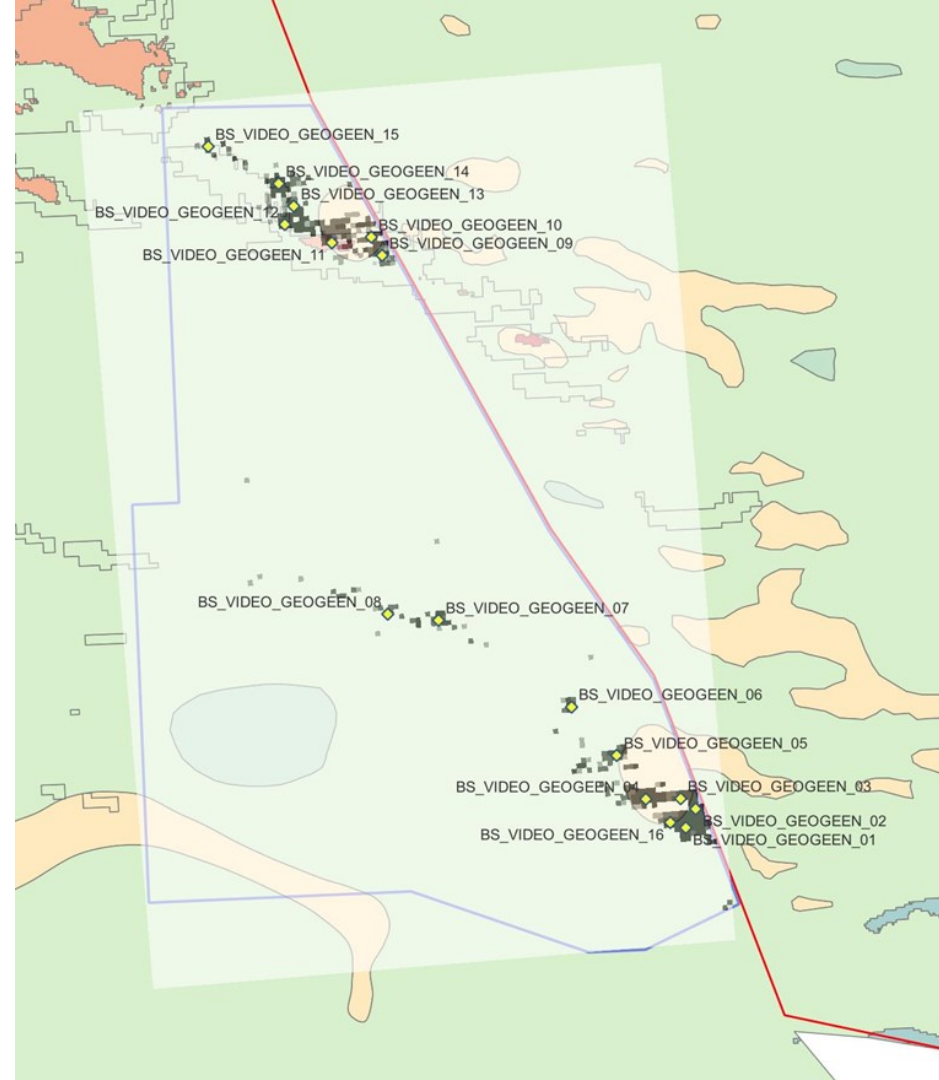 BS_VIDEO_GEOGEEN_15
BS_VIDEO_GEOGEEN_14
BS_VIDEO_GEOGEEN_13
BS_VIDEO_GEOGEEN_12
BS_VIDEO_GEOGEEN_10
BS_VIDEO_GEOGEEN_09
BS_VIDEO_GEOGEEN_11
BS_VIDEO_GEOGEEN_08
BS_VIDEO_GEOGEEN_07
BS_VIDEO_GEOGEEN_06
BS_VIDEO_GEOGEEN_05
BS_VIDEO_GEOGEEN_04
BS_VIDEO_GEOGEEN_03
BS_VIDEO_GEOGEEN_02
BS_VIDEO_GEOGEEN_16
BS_VIDEO_GEOGEEN_01